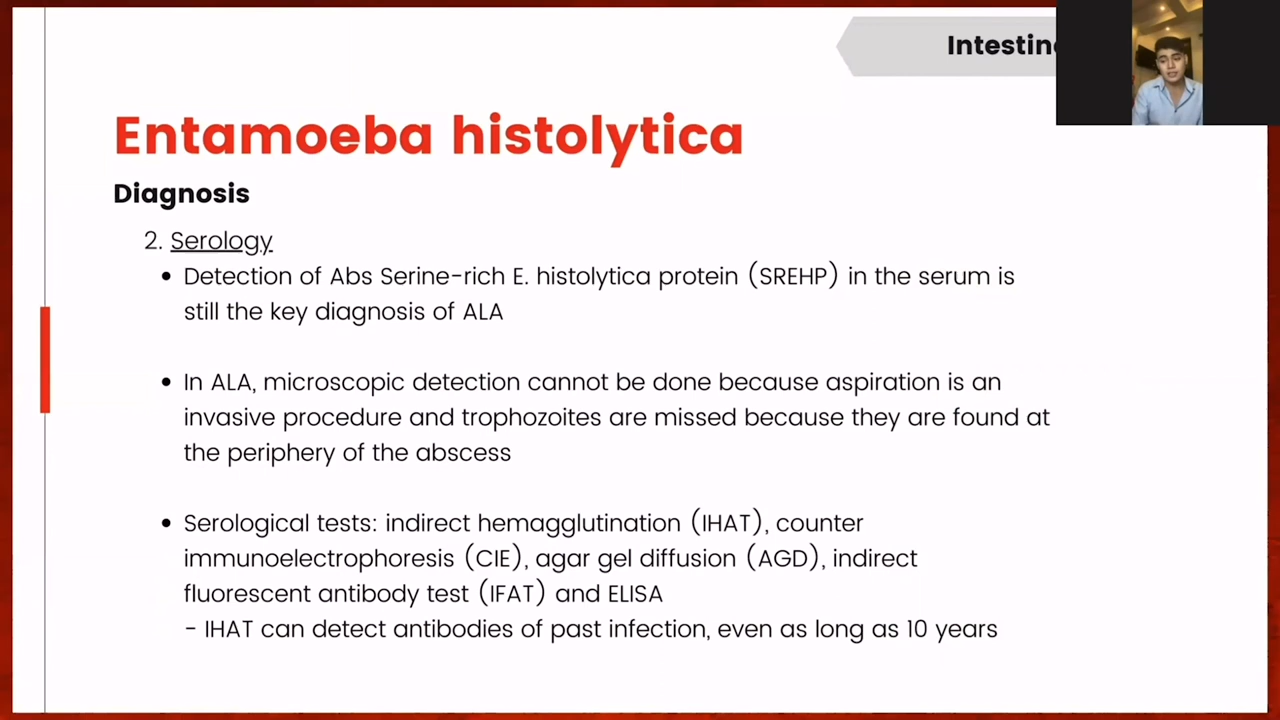 Entamoeba histolytica
Diagnosis
2. Serology
• Detection of Abs Serine-rich E. histolytica protein (SREHP) in the serum is
still the key diagnosis of ALA
• In ALA, microscopic detection cannot be done because aspiration is an
invasive procedure and trophozoites are missed because they are found at
the periphery of the abscess
• Serological tests: indirect hemagglutination (IHAT), counter
immunoelectrophoresis (CIE), agar gel diffusion (AGD), indirect
fluorescent antibody test (IFAT) and ELISA
- IHAT can detect antibodies of past infection, even as long as 10 years